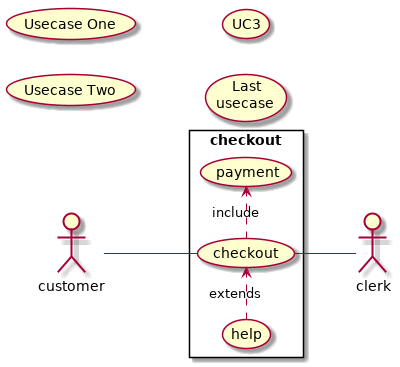 Usecase One
UC3
Usecase Two
Last
usecase
checkout
payment
include
customer
checkout
clerk
extends
help